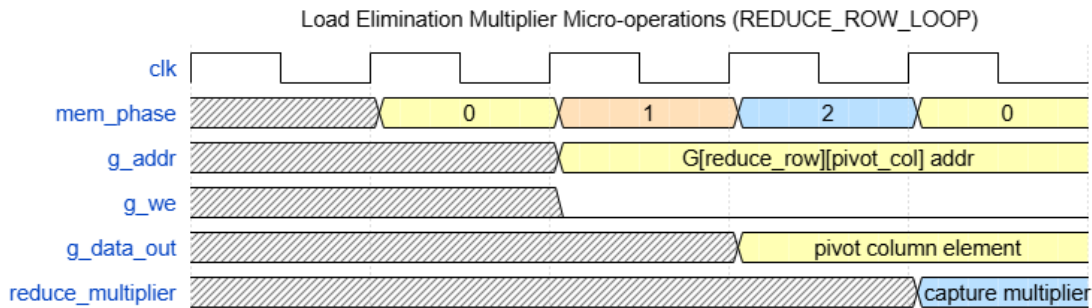 Load Elimination Multiplier Micro-operations (REDUCE_ROW_LOOP)
clk
mem_phase 0 1 2 0
g_addr G[reduce_row][pivot_col] addr
g_we
g_data_out pivot column element
reduce_multiplier capture multiplier